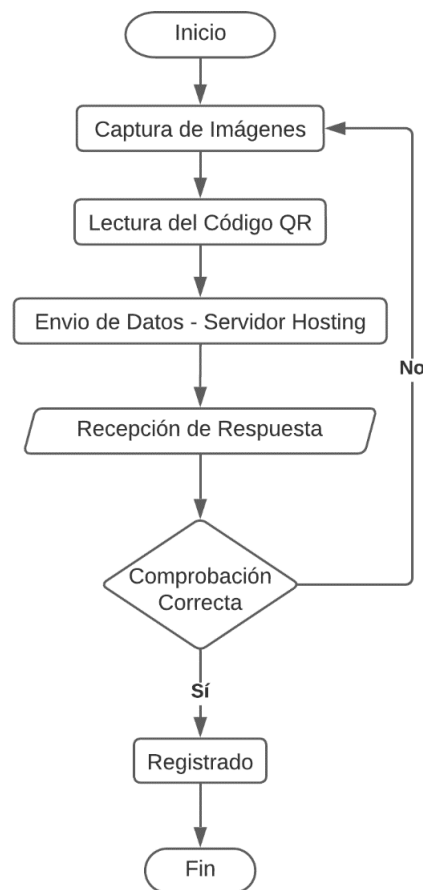 Inicio
Captura de Imágenes
Lectura del Código QR
Envio de Datos - Servidor Hosting
No
Recepción de Respuesta
Comprobación
Correcta
Sí
Registrado
Fin